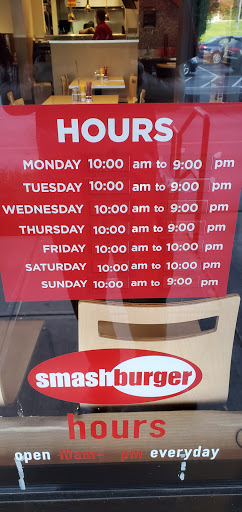 HOURS
MONDAY 10:00 am to 9:00 pm
TUESDAY 10:00 am to 9:00 pm
WEDNESDAY 10:00 am to 9:00 pm
THURSDAY 10:00 am to 9:00 pm
FRIDAY 10:00 am to 10:00 pm
SATURDAY 10:00 am to 10:00 pm
SUNDAY 10:00 am to 9:00 pm
smashburger
hours
open 10am- pm everyday